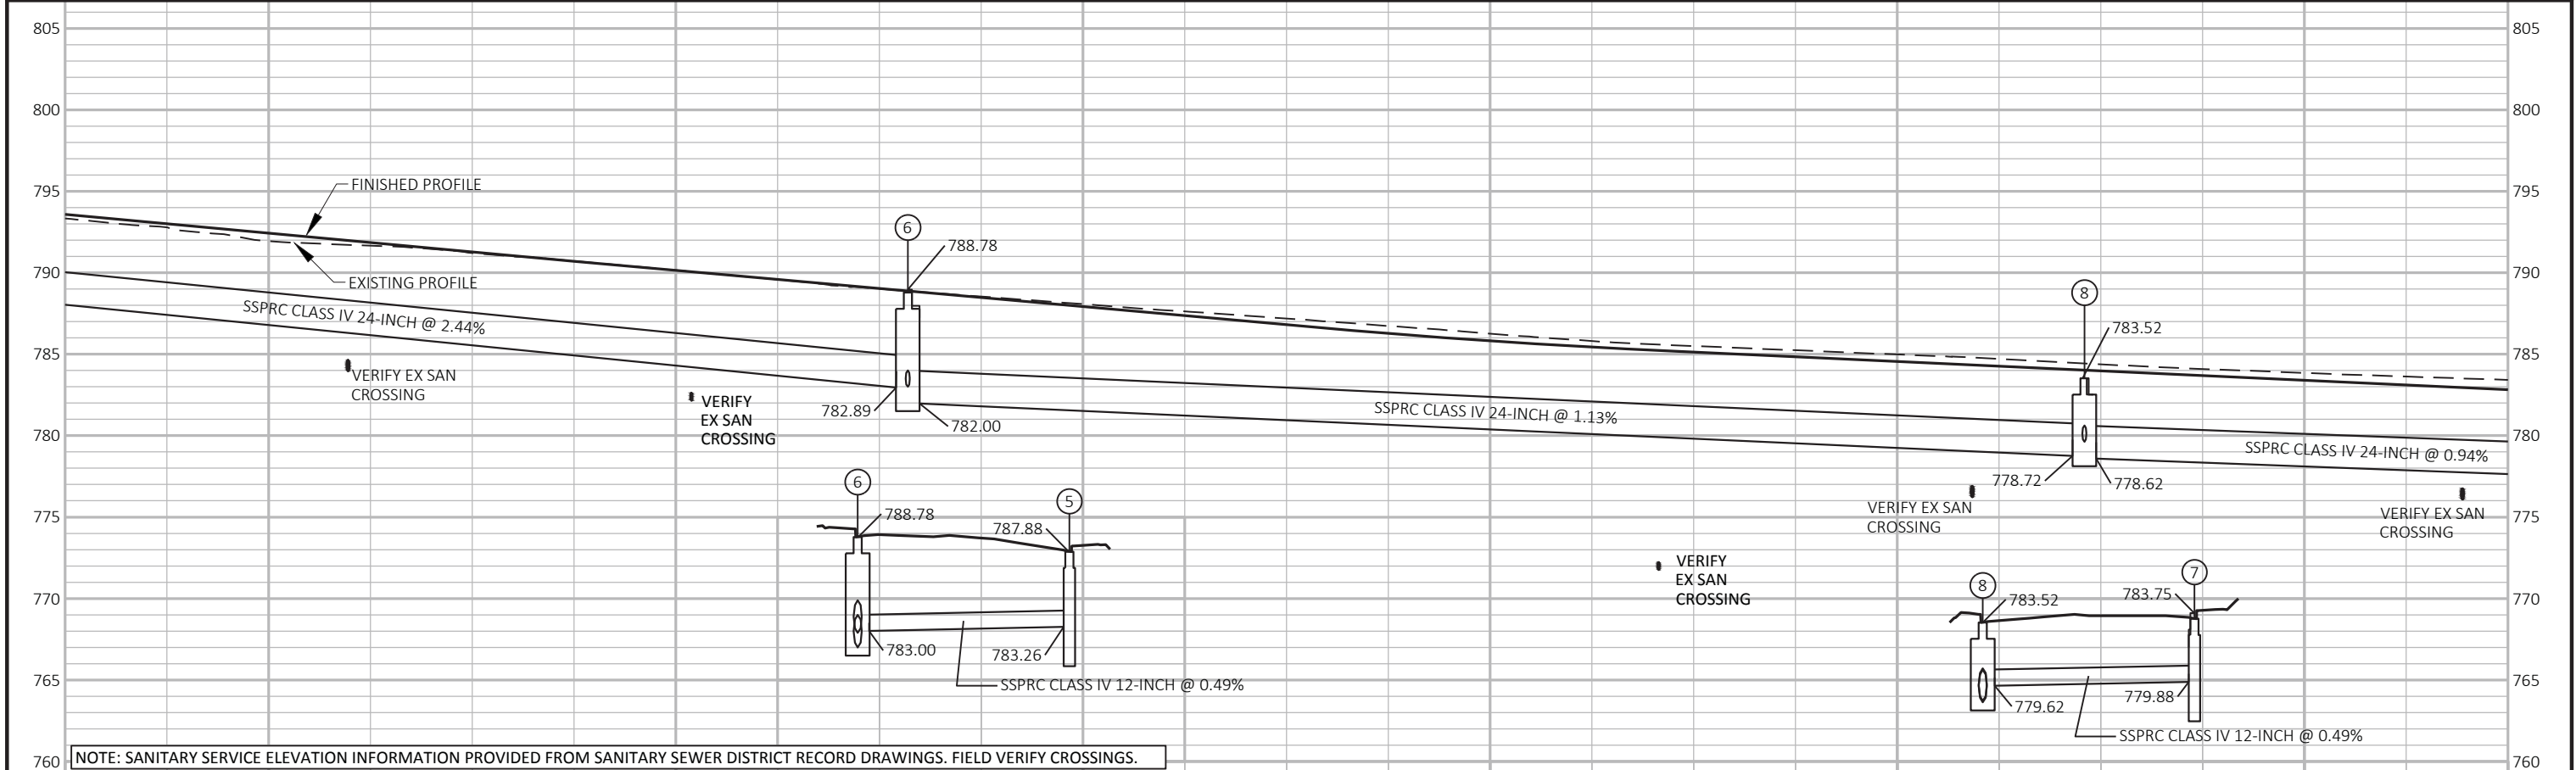 805
805
800
800
FINISHED PROFILE
795
795
6
788.78
790
790
EXISTING PROFILE
8
SSPRC CLASS IV 24-INCH @ 2.44%
783.52
785
785
VERIFY EX SAN
CROSSING
VERIFY
EX SAN
CROSSING
782.89
782.00
SSPRC CLASS IV 24-INCH @ 1.13%
780
780
SSPRC CLASS IV 24-INCH @ 0.94%
778.72
778.62
6
5
788.78
787.88
775
775
VERIFY EX SAN
CROSSING
VERIFY EX SAN
CROSSING
VERIFY
EX SAN
CROSSING
8
7
783.52
783.75
770
770
783.00
783.26
765
765
SSPRC CLASS IV 12-INCH @ 0.49%
779.62
779.88
SSPRC CLASS IV 12-INCH @ 0.49%
NOTE: SANITARY SERVICE ELEVATION INFORMATION PROVIDED FROM SANITARY SEWER DISTRICT RECORD DRAWINGS. FIELD VERIFY CROSSINGS.
760
760